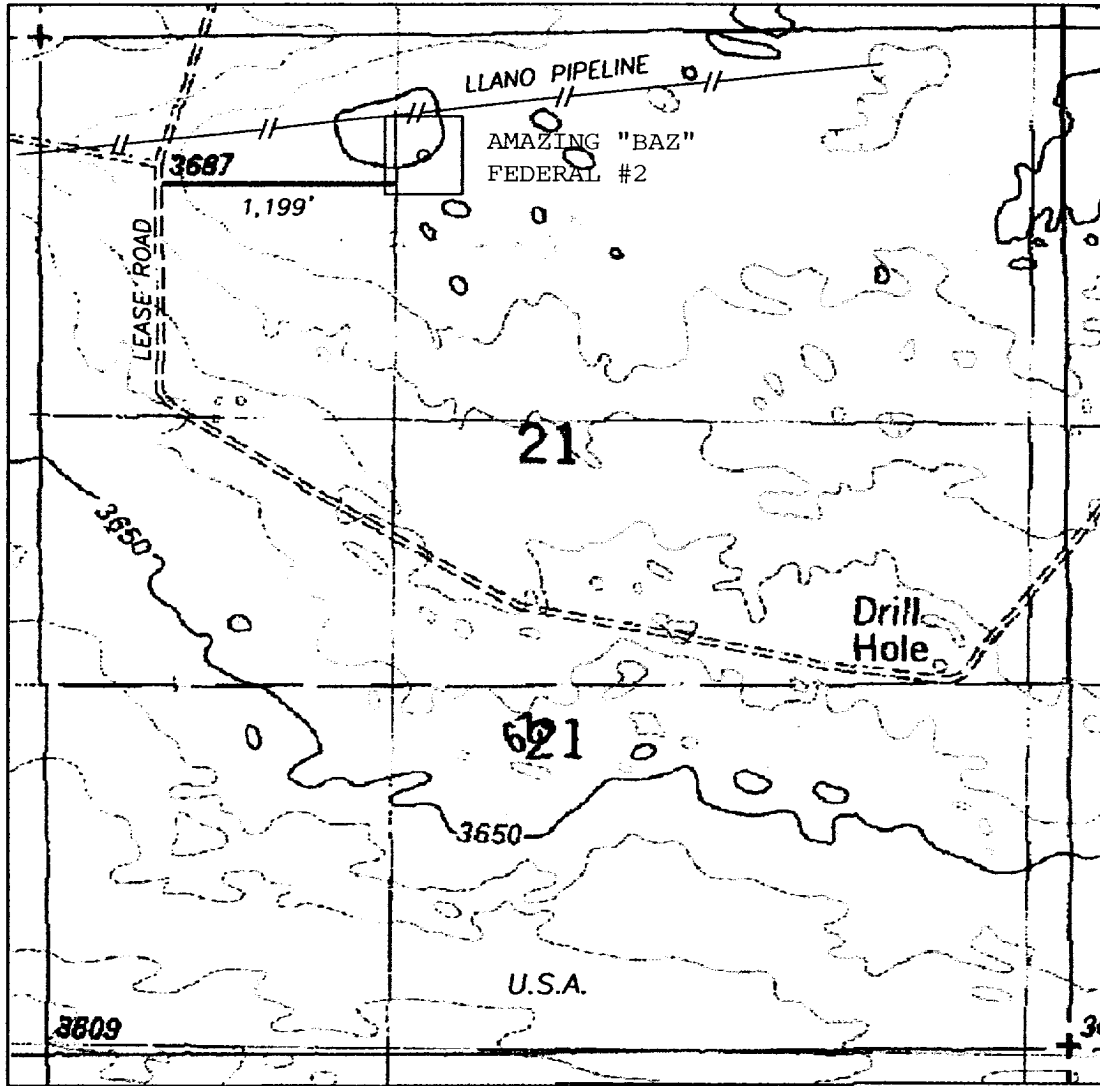 LLANO PIPELINE
AMAZING "BAZ"
FEDERAL #2
3687
1,199'
LEASE ROAD
21
3650
Drill
Hole
21
3650
U.S.A.
3609